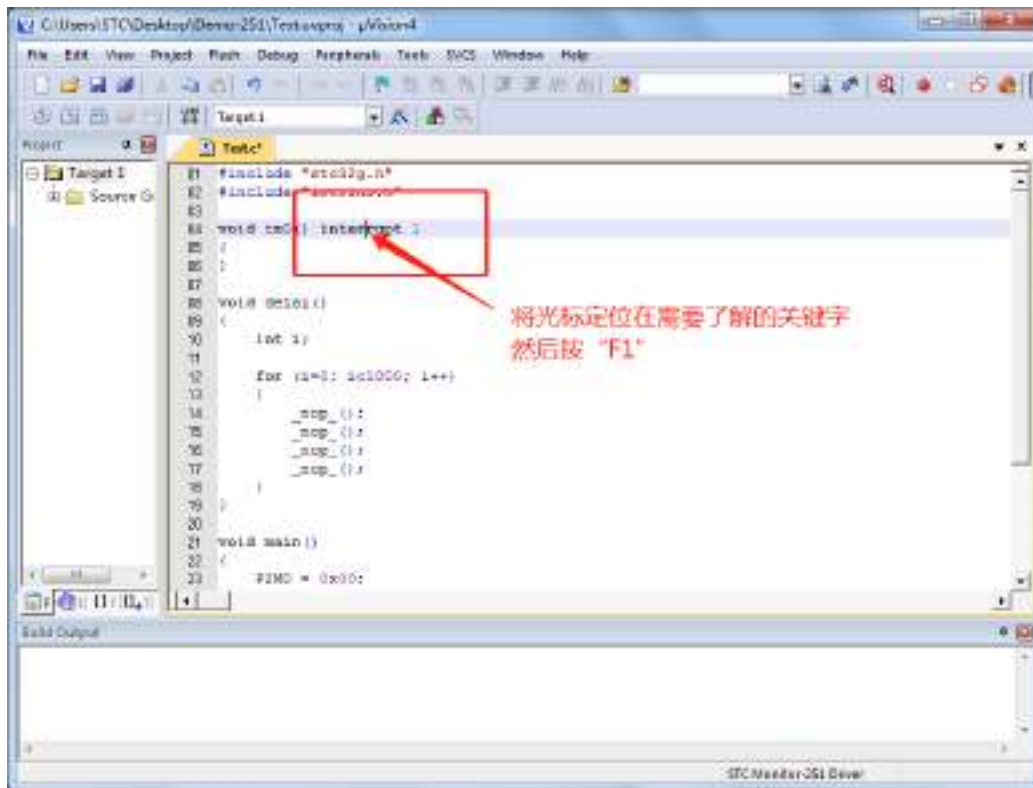 C:\Users\STC\Desktop\Demo-251\Test.uvproj - µVision4
File Edit View Project Flash Debug Peripherals Tools SVCS Window Help
Target 1
Project
Test.c*
Target 1
Source G
01 #include "stc32g.h"
02 #include
03
04 void tm0() interrupt 1
05 {
06 }
07
08 void delay()
09 {
10 int i;
11
12 for (i=0; i<1000; i++)
13 {
14 _nop_();
15 _nop_();
16 _nop_();
17 _nop_();
18 }
19 }
20
21 void main()
22 {
23 P2M0 = 0x00;
将光标定位在需要了解的关键字
然后按 "F1"
Build Output
STC Monitor-251 Driver